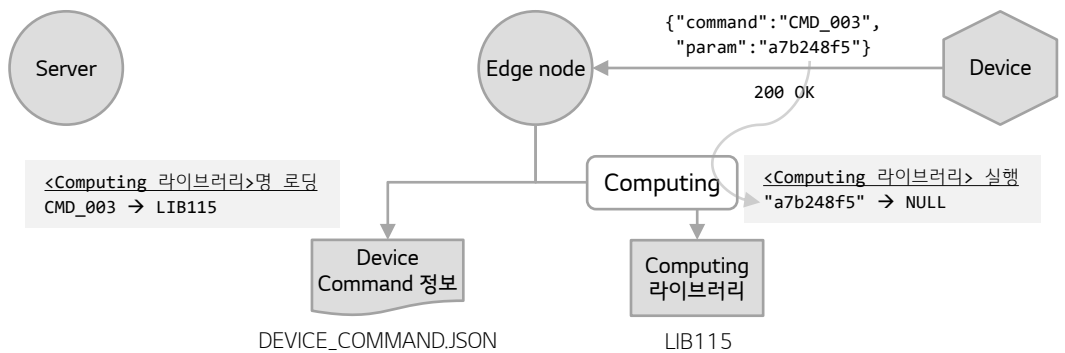 {"command":"CMD_003",
"param":"a7b248f5"}
Server
Edge node
Device
200 OK
<Computing 라이브러리>명 로딩
CMD_003 → LIB115
Computing
<Computing 라이브러리> 실행
"a7b248f5" → NULL
Device
Command 정보
Computing
라이브러리
DEVICE_COMMAND.JSON
LIB115